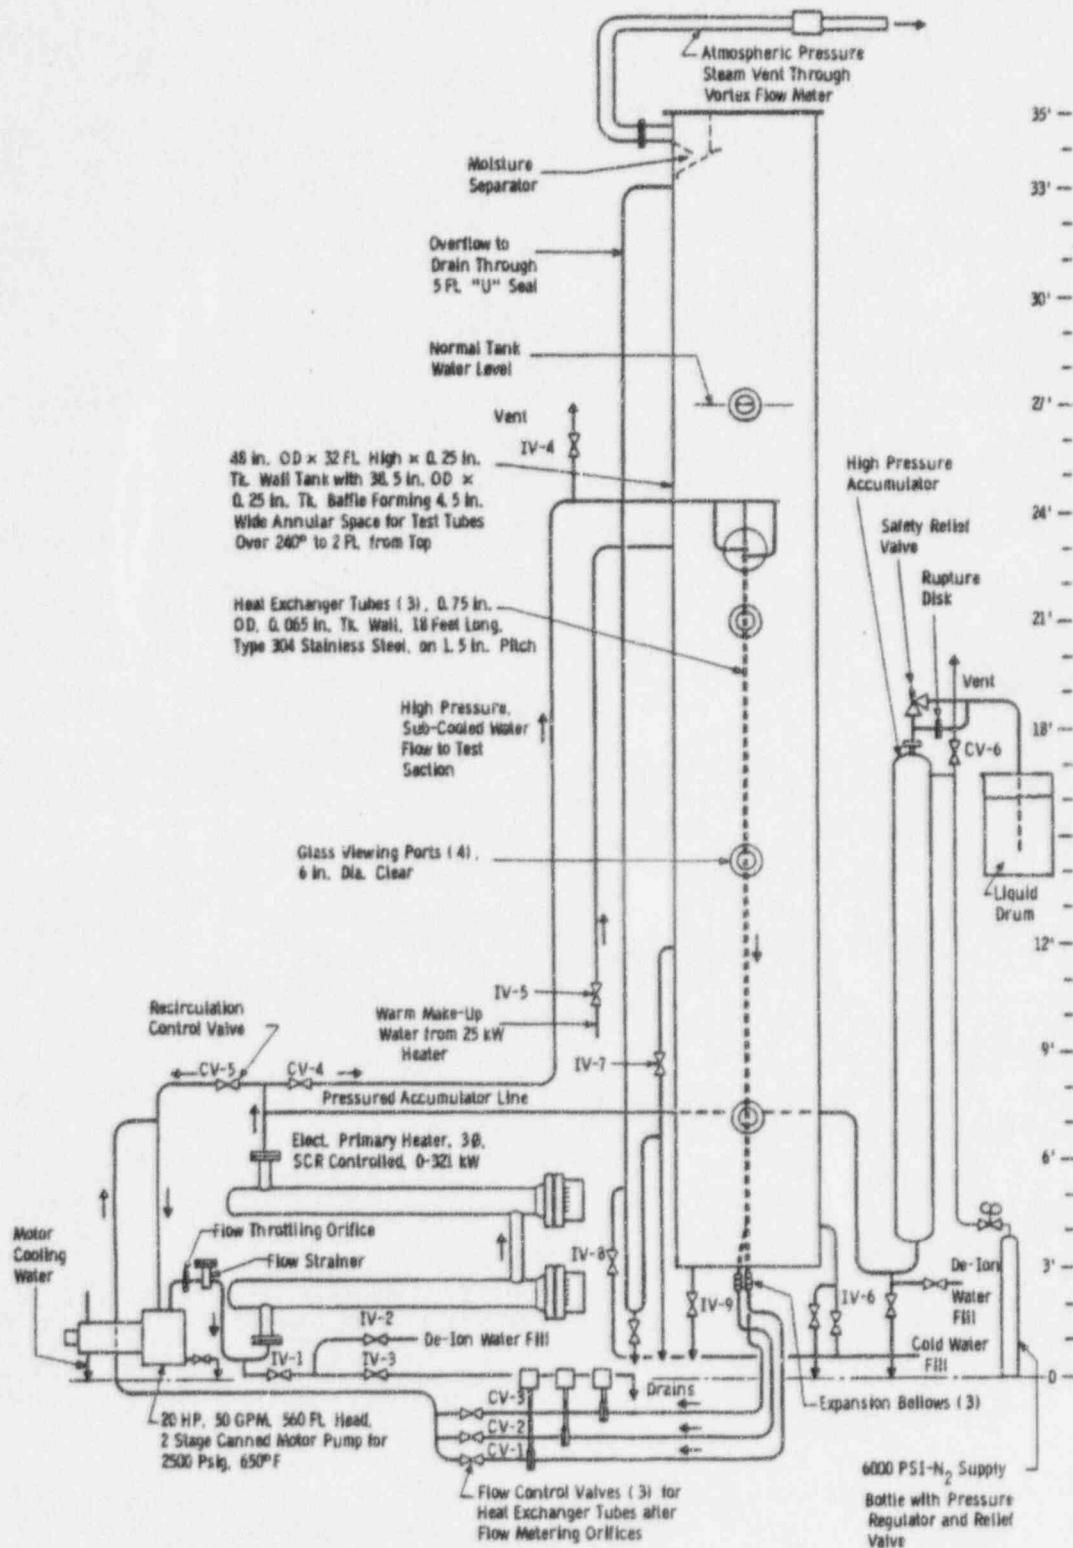 Atmospheric Pressure
Steam Vent Through
Vortex Flow Meter
35'
Moisture
Separator
33'
Overflow to
Drain Through
5 Ft. "U" Seal
30'
Normal Tank
Water Level
27'
Vent
IV-4
48 in. OD × 32 Ft. High × 0.25 in.
Tk. Wall Tank with 38.5 in. OD ×
0.25 in. Tk. Baffle Forming 4.5 in.
Wide Annular Space for Test Tubes
Over 240° to 2 Ft. from Top
High Pressure
Accumulator
24'
Safety Relief
Valve
Rupture
Disk
Heat Exchanger Tubes (3), 0.75 in.
OD, 0.065 in. Tk. Wall, 18 Feet Long,
Type 304 Stainless Steel, on 1.5 in. Pitch
21'
Vent
High Pressure,
Sub-Cooled Water
Flow to Test
Section
18'
CV-6
Glass Viewing Ports (4),
6 in. Dia. Clear
Liquid
Drum
12'
IV-5
Recirculation
Control Valve
Warm Make-Up
Water from 25 kW
Heater
9'
IV-7
CV-5
CV-4
Pressured Accumulator Line
Elect. Primary Heater, 3Ø,
SCR Controlled, 0-321 kW
6'
Motor
Cooling
Water
Flow Throttling Orifice
Flow Strainer
IV-8
3'
De-Ion
Water
Fill
IV-9
IV-6
IV-2
De-Ion Water Fill
Cold Water
Fill
IV-1
IV-3
0
Drains
CV-3
CV-2
CV-1
Expansion Bellows (3)
20 HP, 50 GPM, 560 Ft. Head,
2 Stage Canned Motor Pump for
2500 Psig, 650°F
Flow Control Valves (3) for
Heat Exchanger Tubes after
Flow Metering Orifices
6000 PSI-N₂ Supply
Bottle with Pressure
Regulator and Relief
Valve